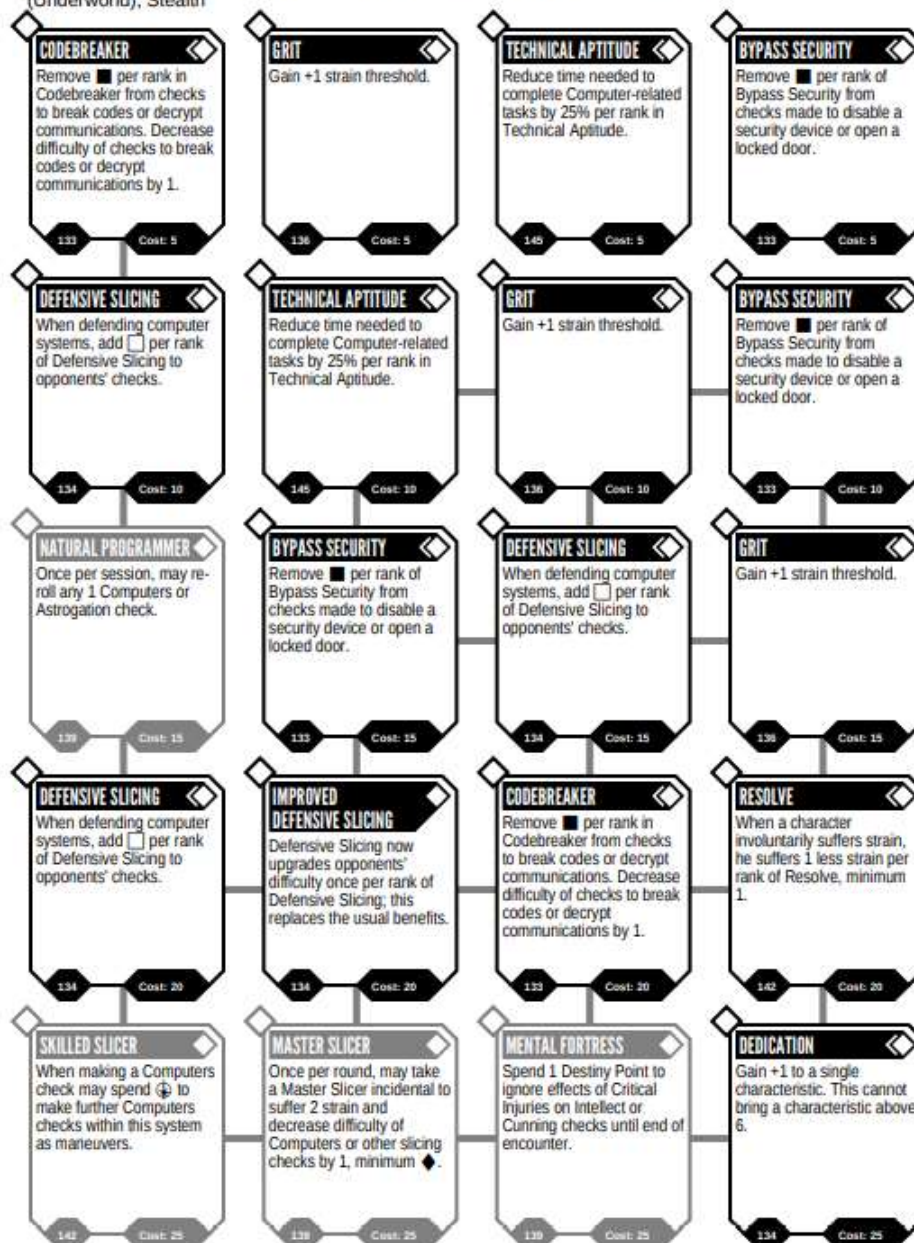 (Underworld), Stealth
CODEBREAKER
Remove ■ per rank in
Codebreaker from checks
to break codes or decrypt
communications. Decrease
difficulty of checks to break
codes or decrypt
communications by 1.
133
Cost: 5
GRIT
Gain +1 strain threshold.
136
Cost: 5
TECHNICAL APTITUDE
Reduce time needed to
complete Computer-related
tasks by 25% per rank in
Technical Aptitude.
145
Cost: 5
BYPASS SECURITY
Remove ■ per rank of
Bypass Security from
checks made to disable a
security device or open a
locked door.
133
Cost: 5
DEFENSIVE SLICING
When defending computer
systems, add □ per rank
of Defensive Slicing to
opponents' checks.
134
Cost: 10
TECHNICAL APTITUDE
Reduce time needed to
complete Computer-related
tasks by 25% per rank in
Technical Aptitude.
145
Cost: 10
GRIT
Gain +1 strain threshold.
136
Cost: 10
BYPASS SECURITY
Remove ■ per rank of
Bypass Security from
checks made to disable a
security device or open a
locked door.
133
Cost: 10
NATURAL PROGRAMMER
Once per session, may re-
roll any 1 Computers or
Astrogation check.
139
Cost: 15
BYPASS SECURITY
Remove ■ per rank of
Bypass Security from
checks made to disable a
security device or open a
locked door.
133
Cost: 15
DEFENSIVE SLICING
When defending computer
systems, add □ per rank
of Defensive Slicing to
opponents' checks.
134
Cost: 15
GRIT
Gain +1 strain threshold.
136
Cost: 15
DEFENSIVE SLICING
When defending computer
systems, add □ per rank
of Defensive Slicing to
opponents' checks.
134
Cost: 20
IMPROVED
DEFENSIVE SLICING
Defensive Slicing now
upgrades opponents'
difficulty once per rank of
Defensive Slicing; this
replaces the usual benefits.
134
Cost: 20
CODEBREAKER
Remove ■ per rank in
Codebreaker from checks
to break codes or decrypt
communications. Decrease
difficulty of checks to break
codes or decrypt
communications by 1.
133
Cost: 20
RESOLVE
When a character
involuntarily suffers strain,
he suffers 1 less strain per
rank of Resolve, minimum
1.
142
Cost: 20
SKILLED SLICER
When making a Computers
check may spend to
make further Computers
checks within this system
as maneuvers.
142
Cost: 25
MASTER SLICER
Once per round, may take
a Master Slicer incidental to
suffer 2 strain and
decrease difficulty of
Computers or other slicing
checks by 1, minimum ◆.
Cost: 25
MENTAL FORTRESS
Spend 1 Destiny Point to
ignore effects of Critical
Injuries on Intellect or
Cunning checks until end of
encounter.
139
Cost: 25
DEDICATION
Gain +1 to a single
characteristic. This cannot
bring a characteristic above
6.
134
Cost: 25